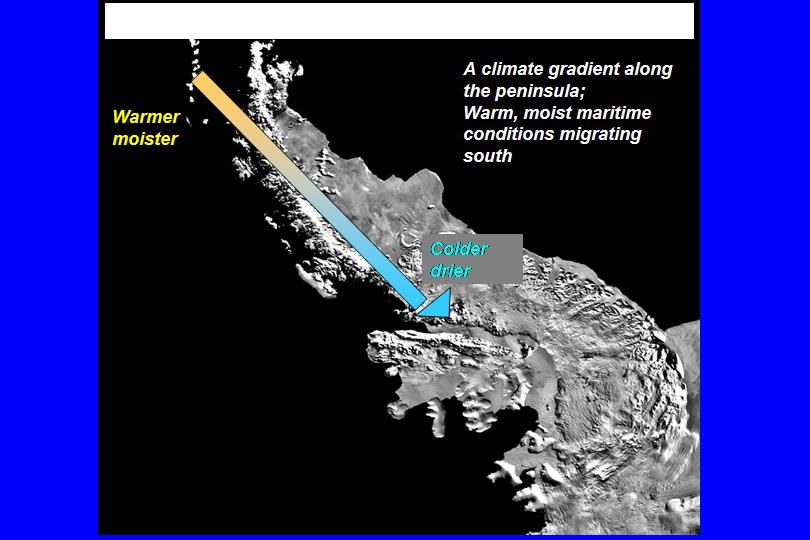 A climate gradient along
the peninsula;
Warm, moist maritime
conditions migrating
south
Warmer
moister
Colder
drier